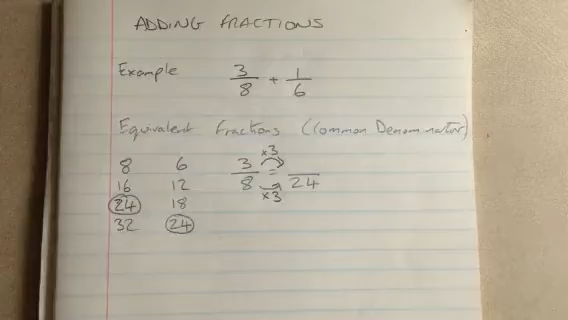 ADDING FRACTIONS
Example 3/8 + 1/6
Equivalent Fractions (Common Denominator)
8 6 3/8 = /24 ×3 ×3
16 12
24 18
32 24